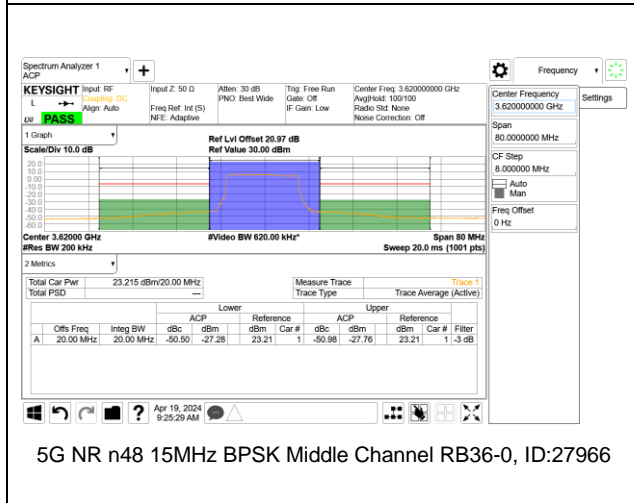 Spectrum Analyzer 1
ACP
+
Frequency
KEYSIGHT Input: RF Input Z: 50 Ω Atten: 30 dB Trig: Free Run Center Freq: 3.620000000 GHz
L Coupling: DC PNO: Best Wide Gate: Off Avg|Hold: 100/100
Align: Auto Freq Ref: Int (S) IF Gain: Low Radio Std: None
PASS NFE: Adaptive Noise Correction: Off
Center Frequency
3.620000000 GHz
Settings
Span
80.0000000 MHz
CF Step
8.000000 MHz
Auto
Man
Freq Offset
0 Hz
1 Graph
Ref Lvl Offset 20.97 dB
Scale/Div 10.0 dB Ref Value 30.00 dBm
20.0
10.0
0.00
-10.0
-20.0
-30.0
-40.0
-50.0
-60.0
Center 3.62000 GHz #Video BW 620.00 kHz* Span 80 MHz
#Res BW 200 kHz Sweep 20.0 ms (1001 pts)
2 Metrics
Total Car Pwr 23.215 dBm/20.00 MHz Measure Trace Trace 1
Total PSD --- Trace Type Trace Average (Active)
Lower Upper
ACP Reference ACP Reference
Offs Freq Integ BW dBc dBm dBm Car # dBc dBm dBm Car # Filter
A 20.00 MHz 20.00 MHz -50.50 -27.28 23.21 1 -50.98 -27.76 23.21 1 -3 dB
?
Apr 19, 2024
9:25:29 AM
5G NR n48 15MHz BPSK Middle Channel RB36-0, ID:27966